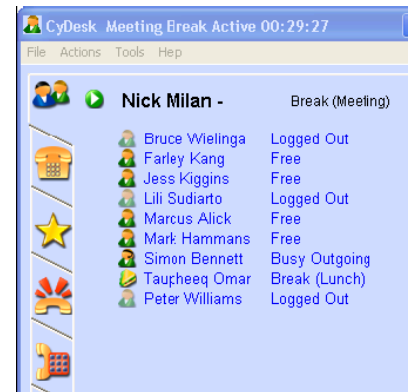 CyDesk Meeting Break Active 00:29:27
File Actions Tools Help
Nick Milan - Break (Meeting)
Bruce Wielinga Logged Out
Farley Kang Free
Jess Kiggins Free
Lili Sudiarto Logged Out
Marcus Alick Free
Mark Hammans Free
Simon Bennett Busy Outgoing
Taupheeq Omar Break (Lunch)
Peter Williams Logged Out